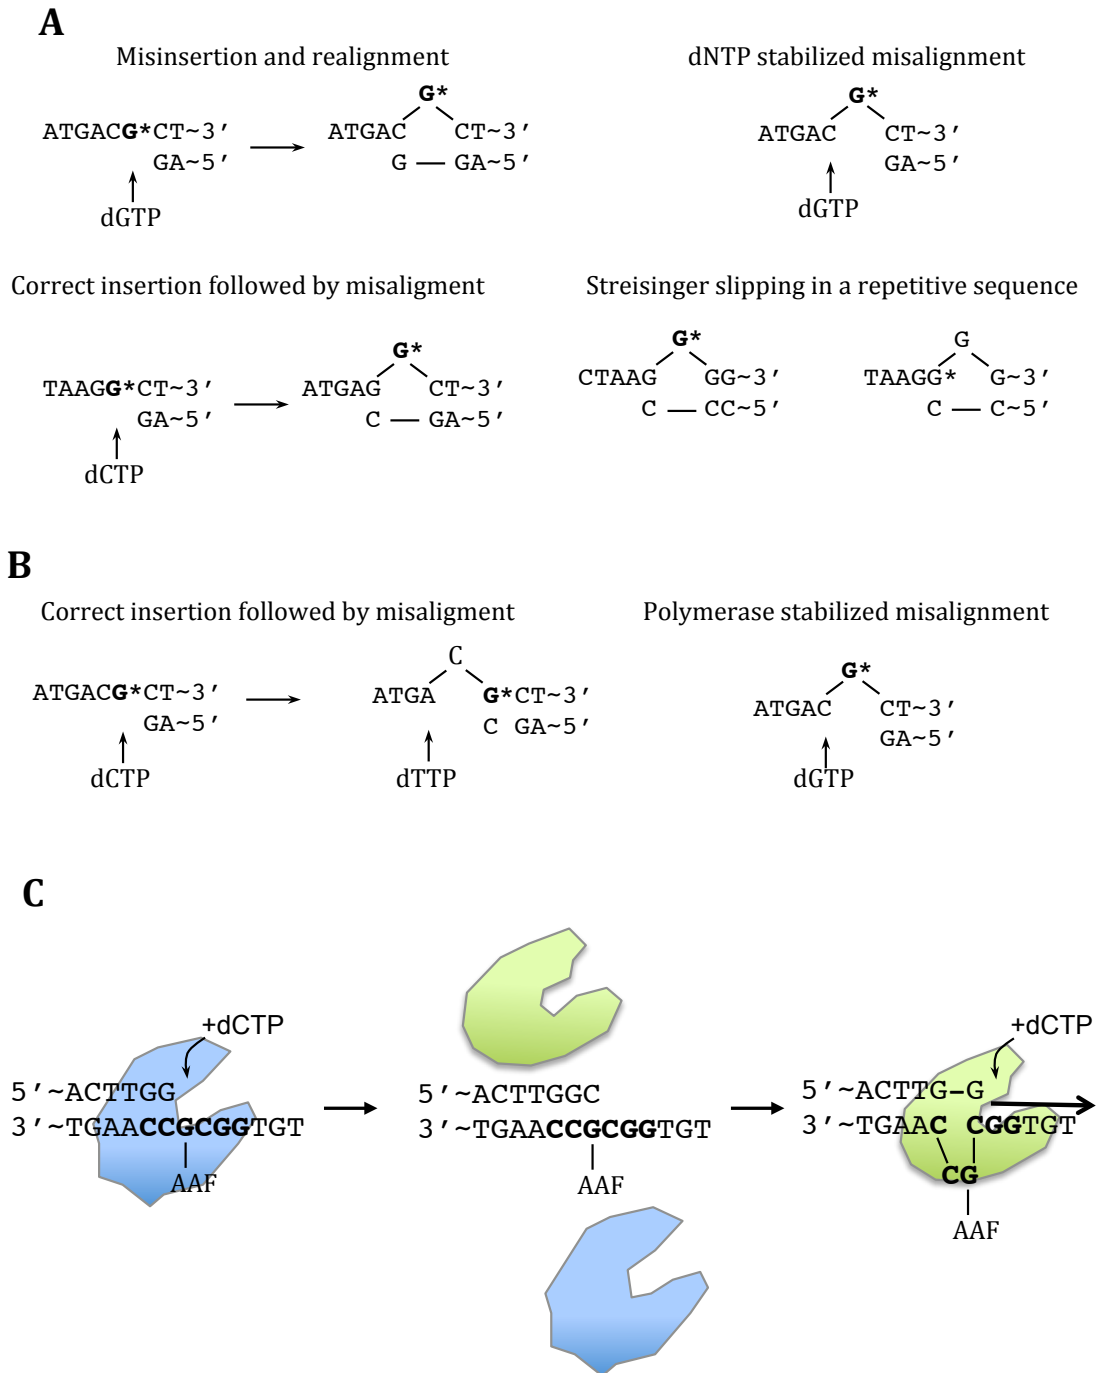 A
Misinsertion and realignment
dNTP stabilized misalignment
G*
G*
ATGACG*CT~3′
ATGAC CT~3′
ATGAC CT~3′
GA~5′
G — GA~5′
GA~5′
dGTP
dGTP
Correct insertion followed by misaligment
Streisinger slipping in a repetitive sequence
G*
G*
G
TAAGG*CT~3′
ATGAG CT~3′
CTAAG GG~3′
TAAGG* G~3′
GA~5′
C — GA~5′
C — CC~5′
C — C~5′
dCTP
B
Correct insertion followed by misaligment
Polymerase stabilized misalignment
C
G*
ATGACG*CT~3′
ATGA G*CT~3′
ATGAC CT~3′
GA~5′
C GA~5′
GA~5′
dCTP
dTTP
dGTP
C
+dCTP
+dCTP
5′~ACTTGG
5′~ACTTGGC
5′~ACTTG–G
3′~TGAACCGCGGTGT
3′~TGAACCGCGGTGT
3′~TGAAC CGGTGT
CG
AAF
AAF
AAF